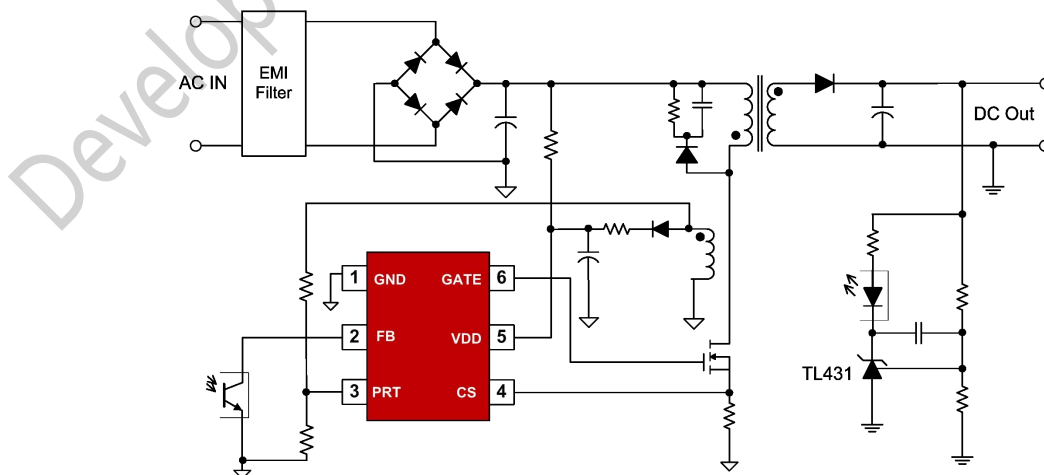 Develop
AC IN
EMI
Filter
DC Out
1
GND
GATE
6
2
FB
VDD
5
3
PRT
CS
4
TL431